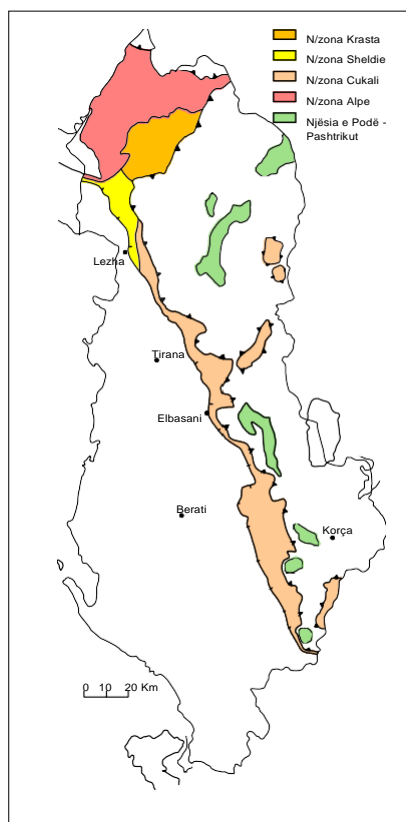 N/zona Krasta
N/zona Sheldie
N/zona Cukali
N/zona Alpe
Njësia e Podë -
Pashtrikut
Lezha
Tirana
Elbasani
Berati
Korça
0 10 20 Km